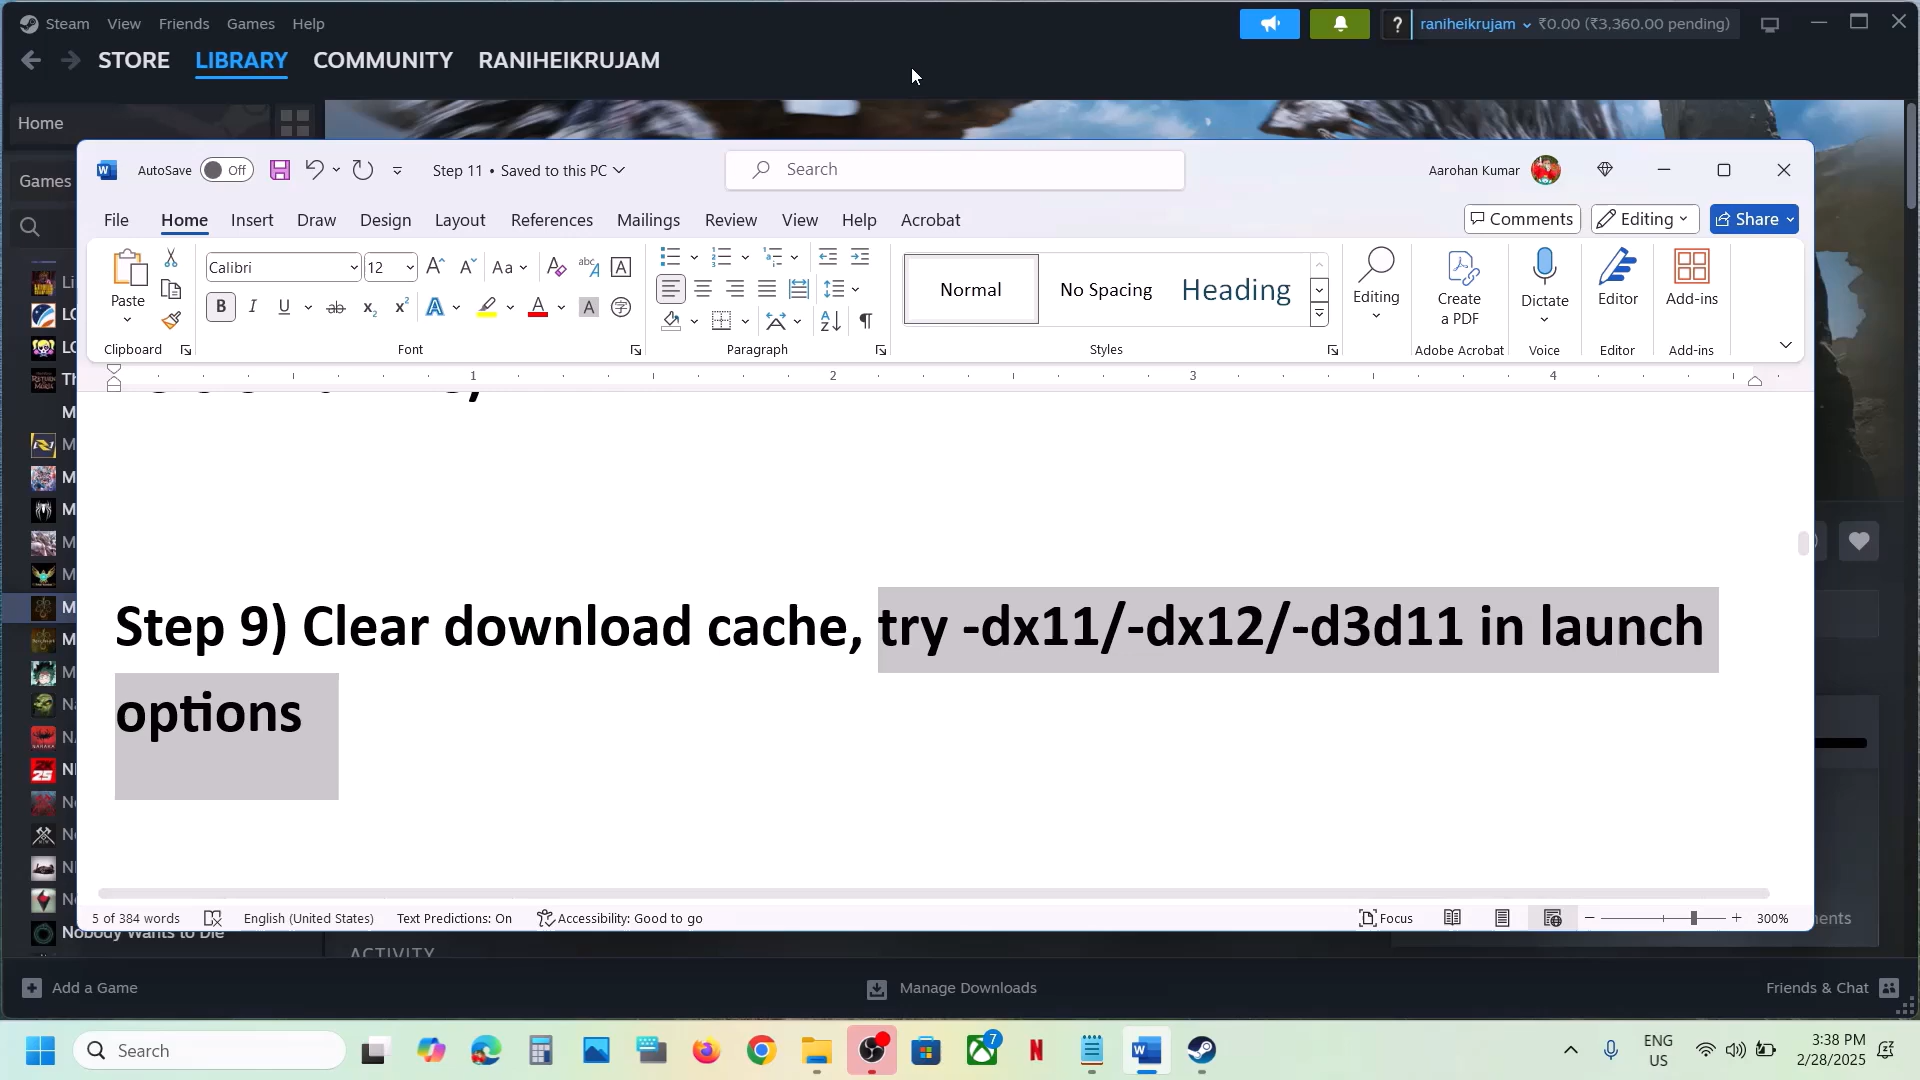 Steam View Friends Games Help
? raniheikrujam ₹0.00 (₹3,360.00 pending)
STORE LIBRARY COMMUNITY RANIHEIKRUJAM
Home
Games
AutoSave Off
Step 11 • Saved to this PC
Search
Aarohan Kumar
File Home Insert Draw Design Layout References Mailings Review View Help Acrobat
Comments Editing Share
Paste
Clipboard
Calibri 12
Font
Paragraph
Normal No Spacing Heading
Styles
Editing
Create a PDF
Adobe Acrobat
Dictate
Voice
Editor
Editor
Add-ins
Add-ins
1 2 3 4
Step 9) Clear download cache, try -dx11/-dx12/-d3d11 in launch
options
5 of 384 words English (United States) Text Predictions: On Accessibility: Good to go Focus 300%
Nobody Wants to Die
ACTIVITY
Add a Game Manage Downloads Friends & Chat
Search
7
ENG
US
3:38 PM
2/28/2025